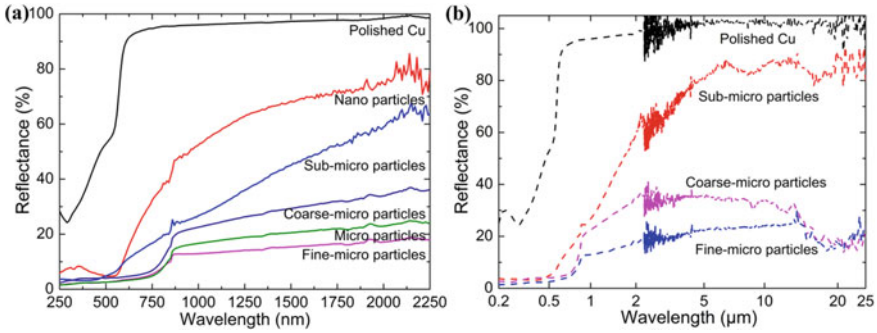 (a)
100
80
60
40
20
0
Reflectance (%)
Polished Cu
Nano particles
Sub-micro particles
Coarse-micro particles
Micro particles
Fine-micro particles
250 500 750 1000 1250 1500 1750 2000 2250
Wavelength (nm)
(b)
100
80
60
40
20
0
Reflectance (%)
Polished Cu
Sub-micro particles
Coarse-micro particles
Fine-micro particles
0.2 0.5 1 2 5 10 20 25
Wavelength (µm)